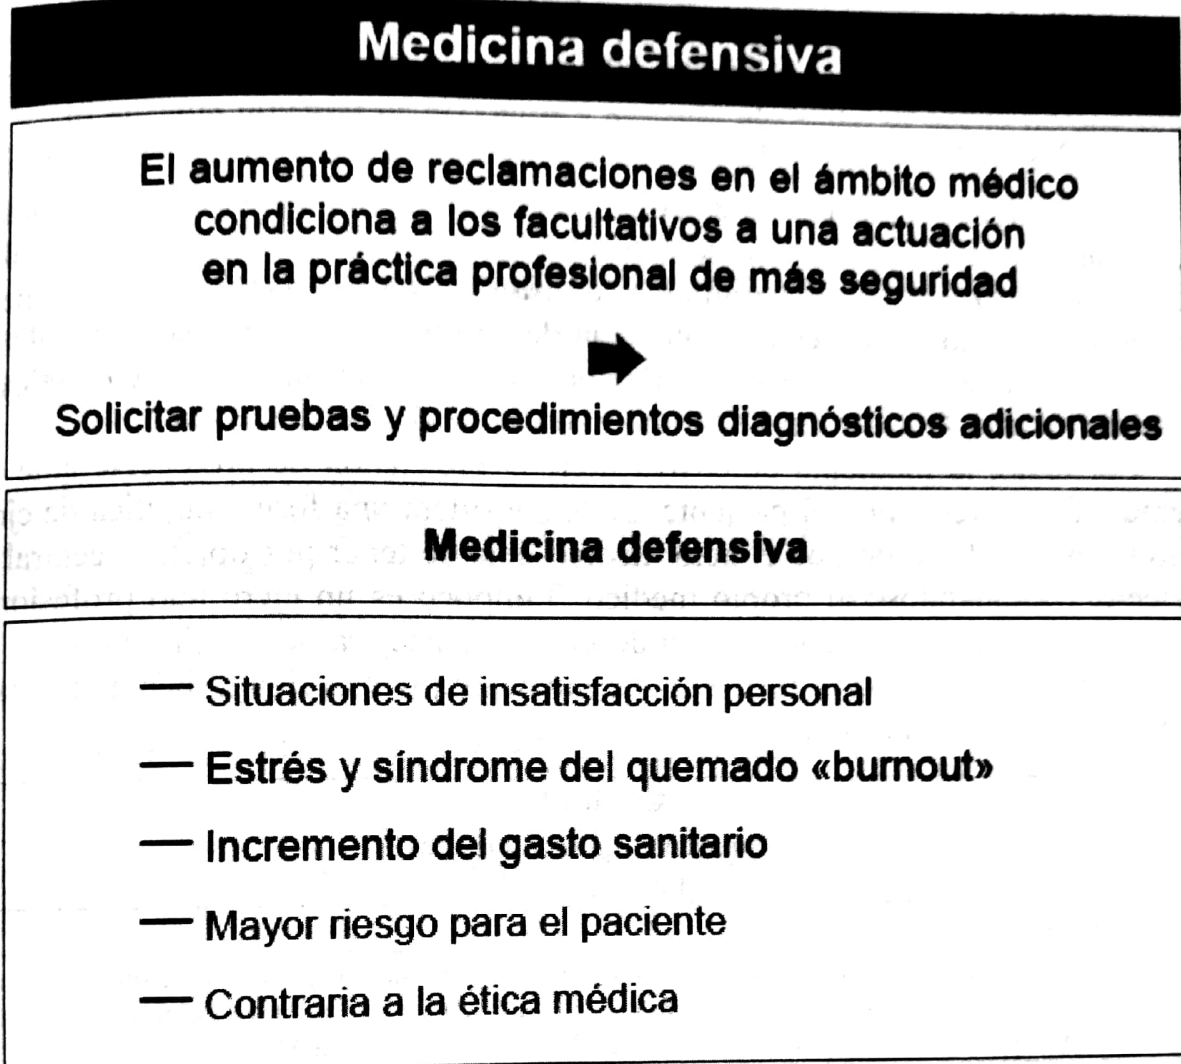 Medicina defensiva
El aumento de reclamaciones en el ámbito médico
condiciona a los facultativos a una actuación
en la práctica profesional de más seguridad
Solicitar pruebas y procedimientos diagnósticos adicionales
Medicina defensiva
— Situaciones de insatisfacción personal
— Estrés y síndrome del quemado «burnout»
— Incremento del gasto sanitario
— Mayor riesgo para el paciente
— Contraria a la ética médica